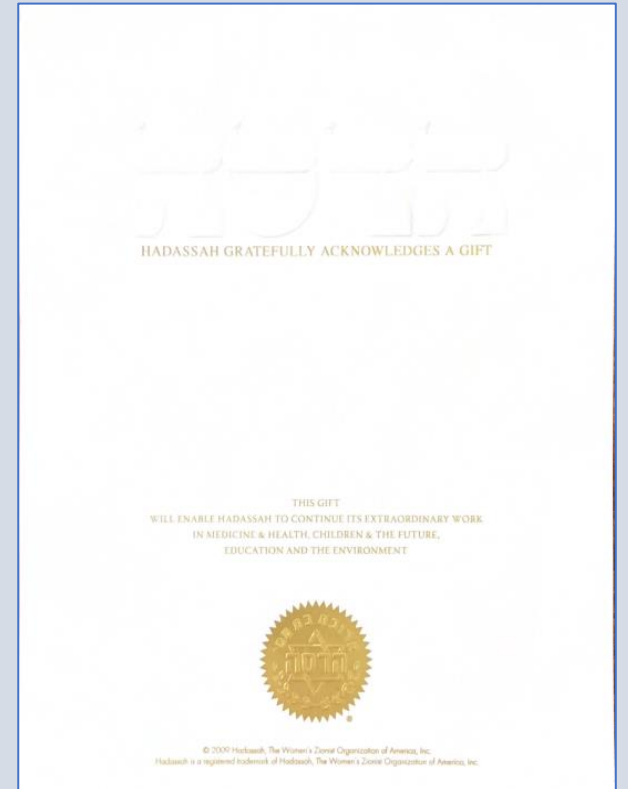 HADASSAH GRATEFULLY ACKNOWLEDGES A GIFT
THIS GIFT
WILL ENABLE HADASSAH TO CONTINUE ITS EXTRAORDINARY WORK
IN MEDICINE & HEALTH, CHILDREN & THE FUTURE,
EDUCATION AND THE ENVIRONMENT
הדסה
®
© 2009 Hadassah, The Women's Zionist Organization of America, Inc.
Hadassah is a registered trademark of Hadassah, The Women's Zionist Organization of America, Inc.